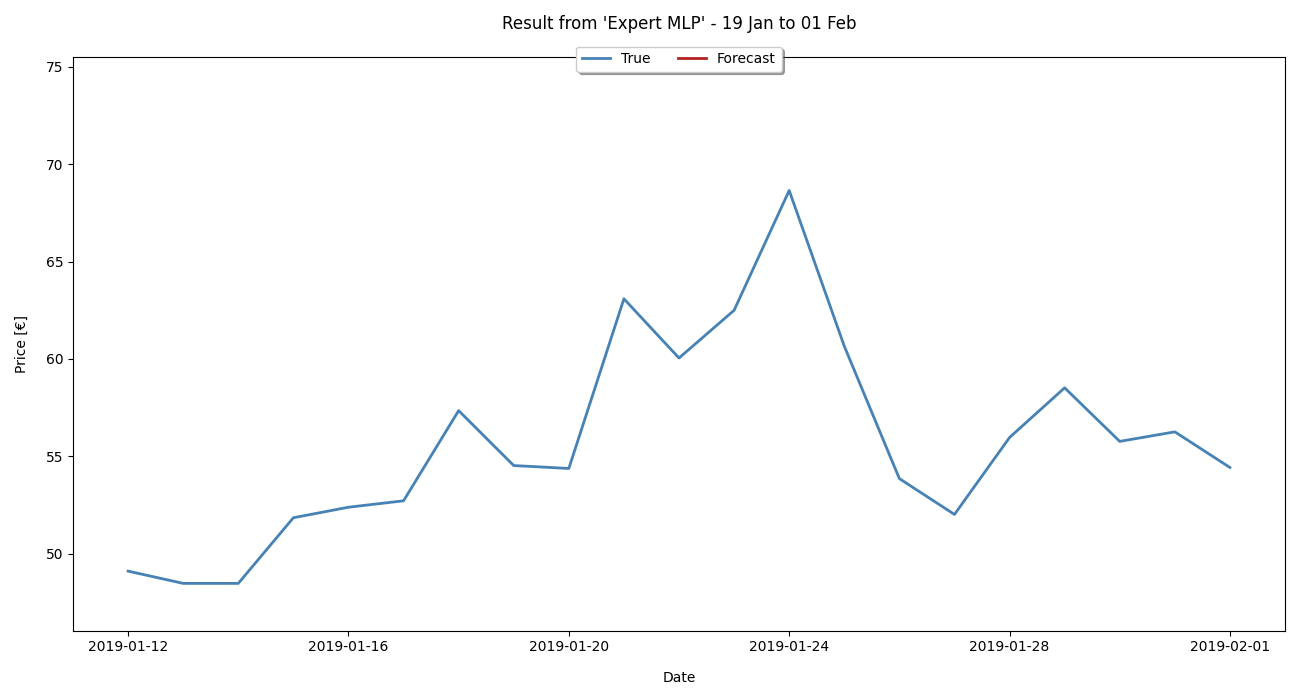 Result from 'Expert MLP' - 19 Jan to 01 Feb
True Forecast
75
70
65
60
55
50
Price [€]
2019-01-12 2019-01-16 2019-01-20 2019-01-24 2019-01-28 2019-02-01
Date